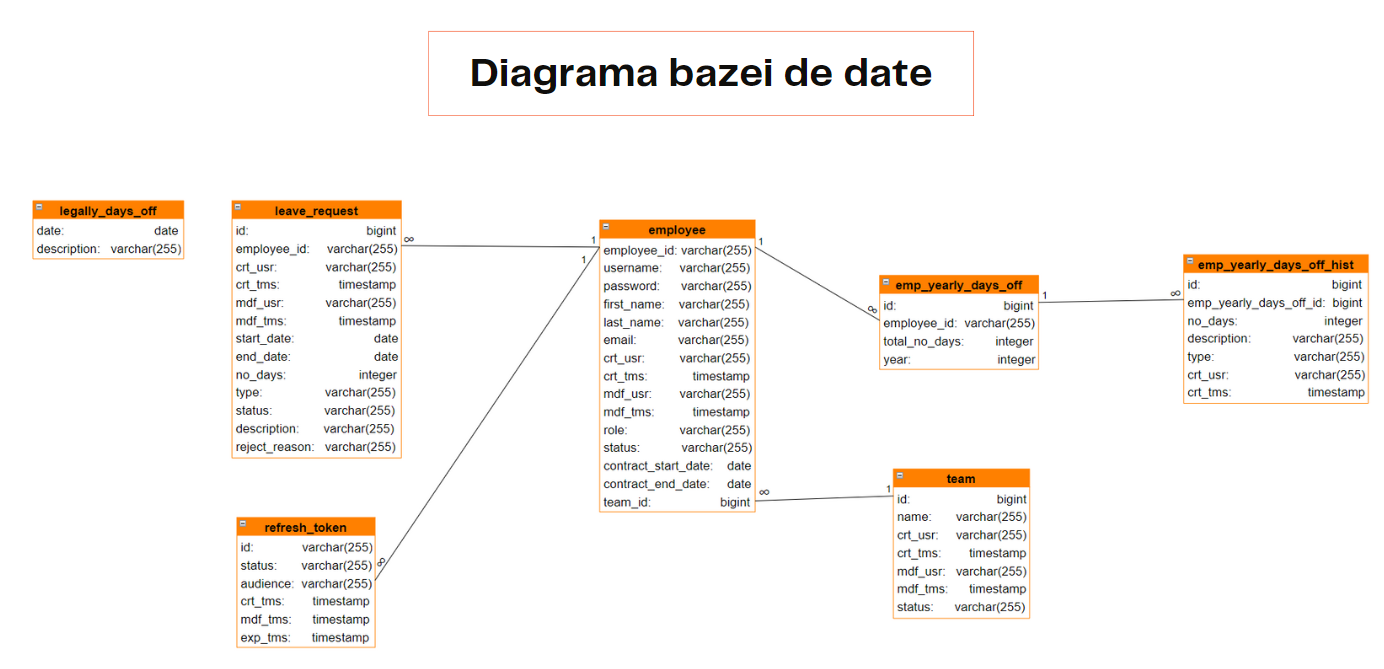 Diagrama bazei de date
legally_days_off
date: date
description: varchar(255)
leave_request
id: bigint
employee_id: varchar(255)
crt_usr: varchar(255)
crt_tms: timestamp
mdf_usr: varchar(255)
mdf_tms: timestamp
start_date: date
end_date: date
no_days: integer
type: varchar(255)
status: varchar(255)
description: varchar(255)
reject_reason: varchar(255)
∞
1
1
employee
employee_id: varchar(255)
username: varchar(255)
password: varchar(255)
first_name: varchar(255)
last_name: varchar(255)
email: varchar(255)
crt_usr: varchar(255)
crt_tms: timestamp
mdf_usr: varchar(255)
mdf_tms: timestamp
role: varchar(255)
status: varchar(255)
contract_start_date: date
contract_end_date: date
team_id: bigint
1
∞
emp_yearly_days_off
id: bigint
employee_id: varchar(255)
total_no_days: integer
year: integer
1
∞
emp_yearly_days_off_hist
id: bigint
emp_yearly_days_off_id: bigint
no_days: integer
description: varchar(255)
type: varchar(255)
crt_usr: varchar(255)
crt_tms: timestamp
refresh_token
id: varchar(255)
status: varchar(255)
audience: varchar(255)
crt_tms: timestamp
mdf_tms: timestamp
exp_tms: timestamp
∞
∞
1
team
id: bigint
name: varchar(255)
crt_usr: varchar(255)
crt_tms: timestamp
mdf_usr: varchar(255)
mdf_tms: timestamp
status: varchar(255)